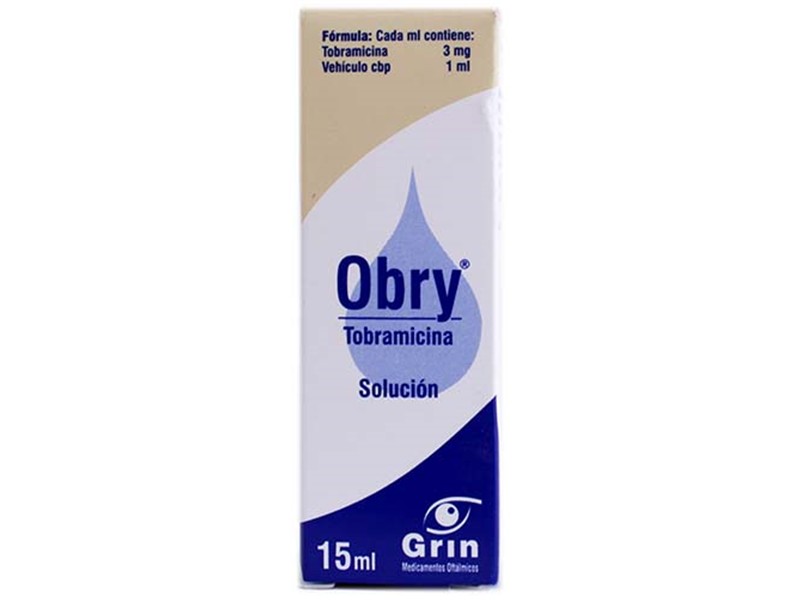 Fórmula: Cada ml contiene:
Tobramicina 3 mg
Vehículo cbp 1 ml
Obry®
Tobramicina
Solución
15ml
Grin
Medicamentos Oftálmicos